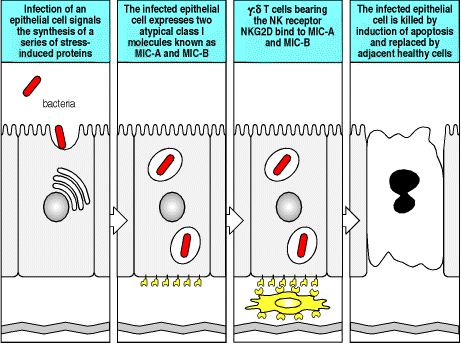 Infection of an
epithelial cell signals
the synthesis of a
series of stress-
induced proteins
The infected epithelial
cell expresses two
atypical class I
molecules known as
MIC-A and MIC-B
γ:δ T cells bearing
the NK receptor
NKG2D bind to MIC-A
and MIC-B
The infected epithelial
cell is killed by
induction of apoptosis
and replaced by
adjacent healthy cells
bacteria